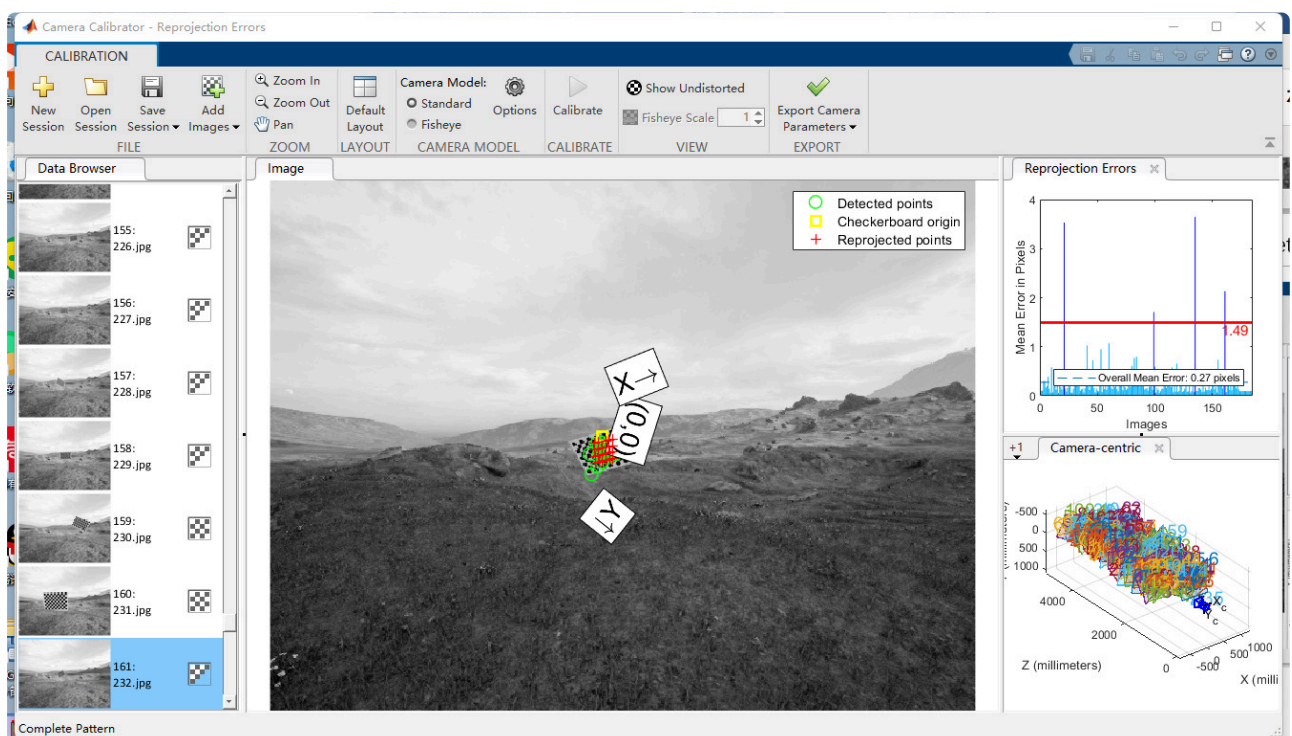 Camera Calibrator - Reprojection Errors
CALIBRATION
New Session
Open Session
Save Session
Add Images
FILE
Zoom In
Zoom Out
Pan
ZOOM
Default Layout
LAYOUT
Camera Model:
Standard
Fisheye
Options
CAMERA MODEL
Calibrate
CALIBRATE
Show Undistorted
Fisheye Scale 1
VIEW
Export Camera Parameters
EXPORT
Data Browser
155:
226.jpg
156:
227.jpg
157:
228.jpg
158:
229.jpg
159:
230.jpg
160:
231.jpg
161:
232.jpg
Image
Detected points
Checkerboard origin
Reprojected points
X→
(0,0)
Y→
Reprojection Errors
4
3
2
1
0
Mean Error in Pixels
1.49
Overall Mean Error: 0.27 pixels
0 50 100 150
Images
+1
Camera-centric
-500
0
500
1000
4000
2000
0
Z (millimeters)
-500
0
500
1000
X (milli
X c
Y c
Complete Pattern